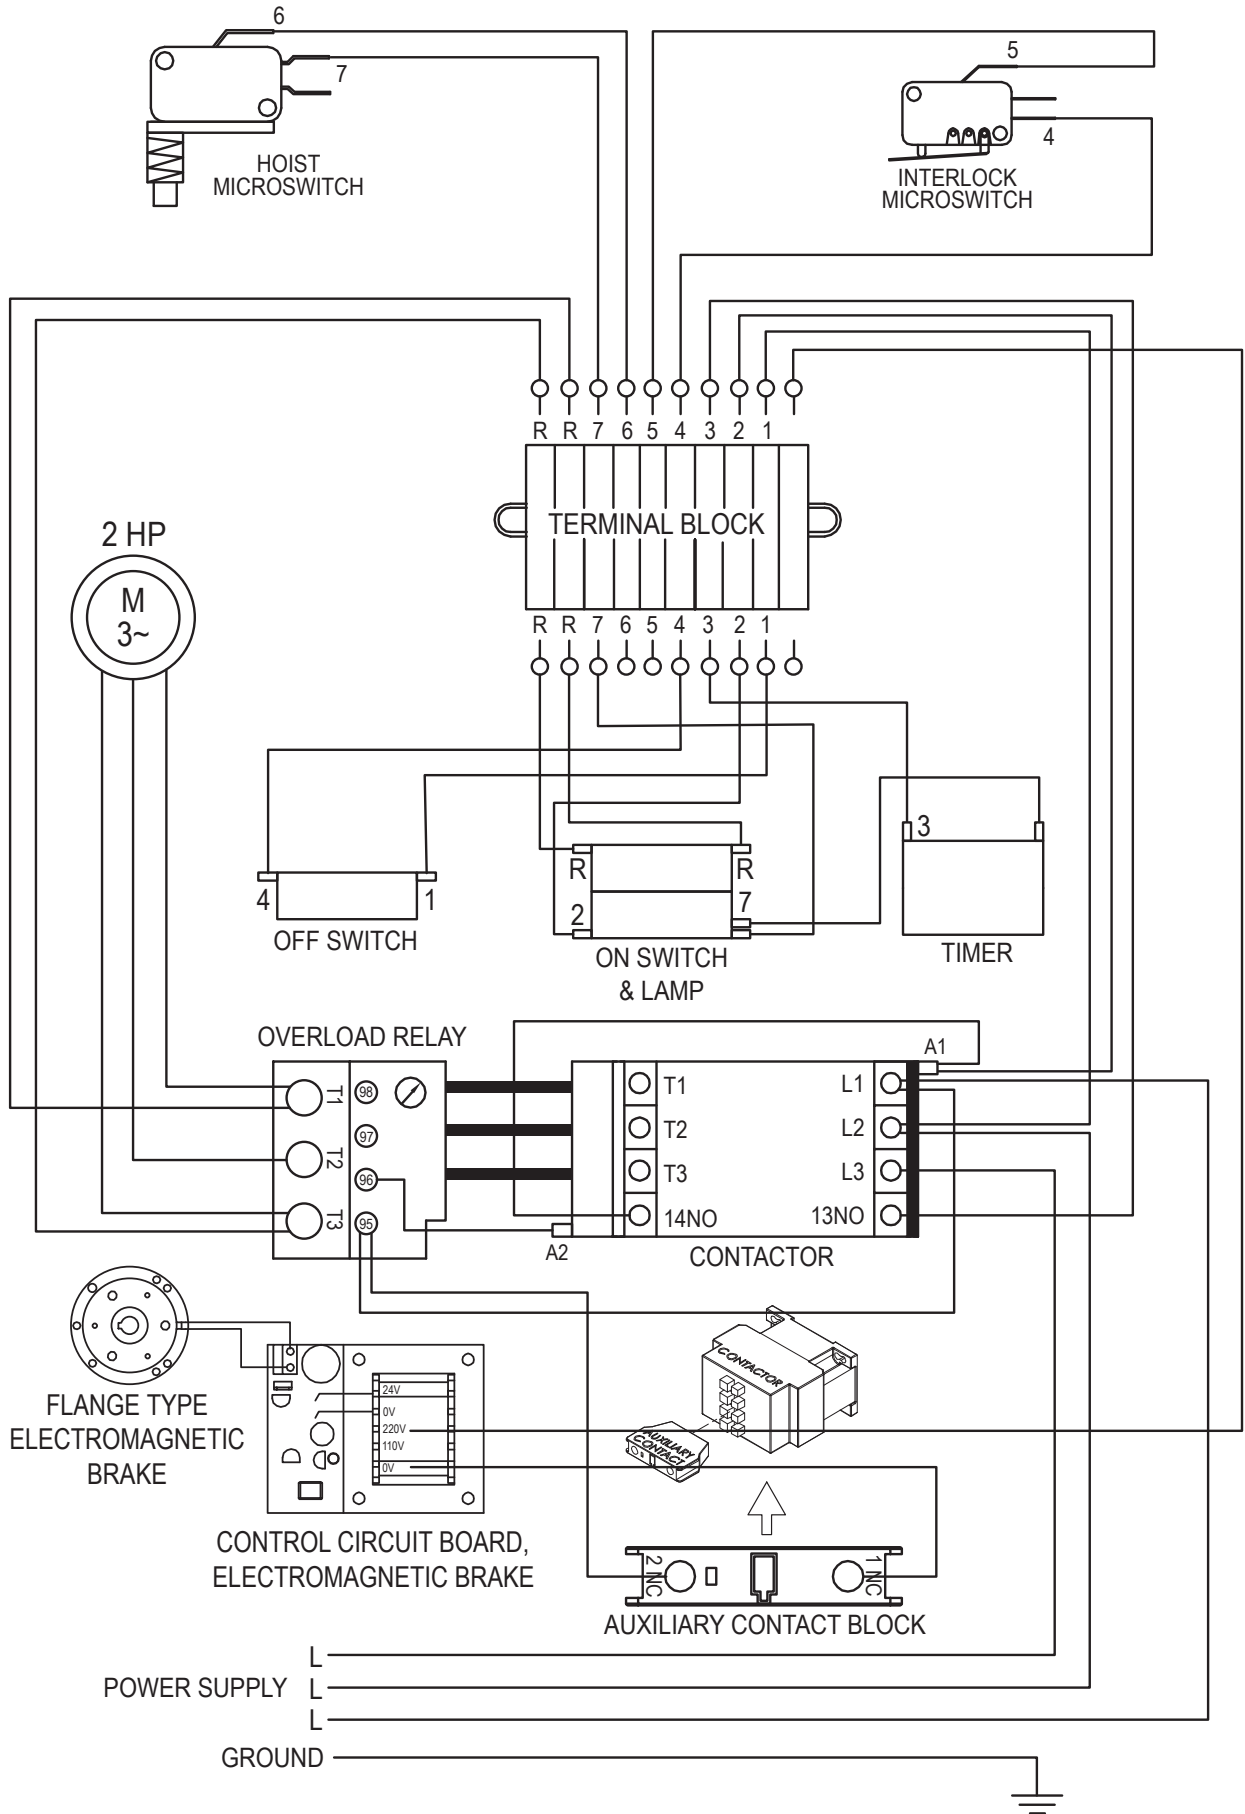 6
7
HOIST
MICROSWITCH
5
4
INTERLOCK
MICROSWITCH
R R 7 6 5 4 3 2 1
TERMINAL BLOCK
R R 7 6 5 4 3 2 1
2 HP
M
3~
4
1
OFF SWITCH
R
R
2
7
ON SWITCH
& LAMP
3
TIMER
OVERLOAD RELAY
T1
T2
T3
98
97
96
95
A1
A2
T1
T2
T3
14NO
L1
L2
L3
13NO
CONTACTOR
FLANGE TYPE
ELECTROMAGNETIC
BRAKE
24V
0V
220V
110V
0V
CONTROL CIRCUIT BOARD,
ELECTROMAGNETIC BRAKE
CONTACTOR
AUXILIARY
CONTACT
2 NC
1 NC
AUXILIARY CONTACT BLOCK
L
POWER SUPPLY L
L
GROUND